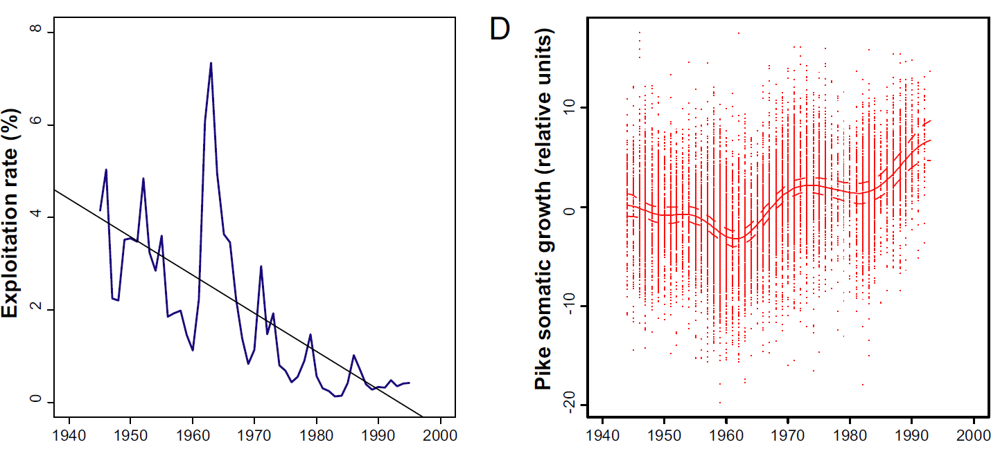 Exploitation rate (%)
8
6
4
2
0
1940 1950 1960 1970 1980 1990 2000
D
Pike somatic growth (relative units)
10
0
-10
-20
1940 1950 1960 1970 1980 1990 2000